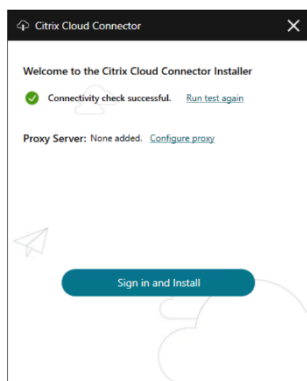 Citrix Cloud Connector
Welcome to the Citrix Cloud Connector Installer
Connectivity check successful. Run test again
Proxy Server: None added. Configure proxy
Sign in and Install